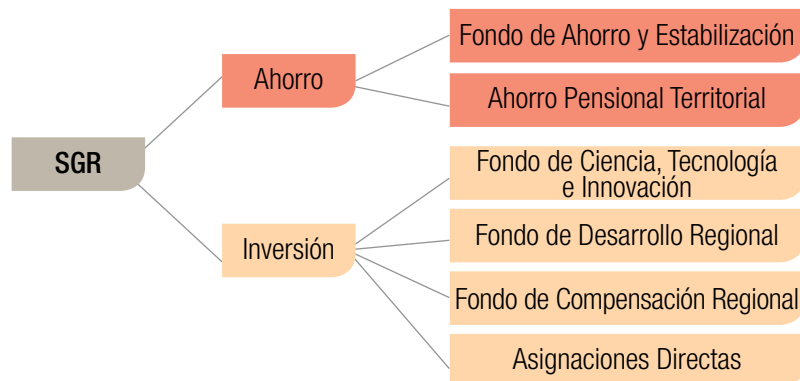 SGR
Ahorro
Fondo de Ahorro y Estabilización
Ahorro Pensional Territorial
Inversión
Fondo de Ciencia, Tecnología
e Innovación
Fondo de Desarrollo Regional
Fondo de Compensación Regional
Asignaciones Directas